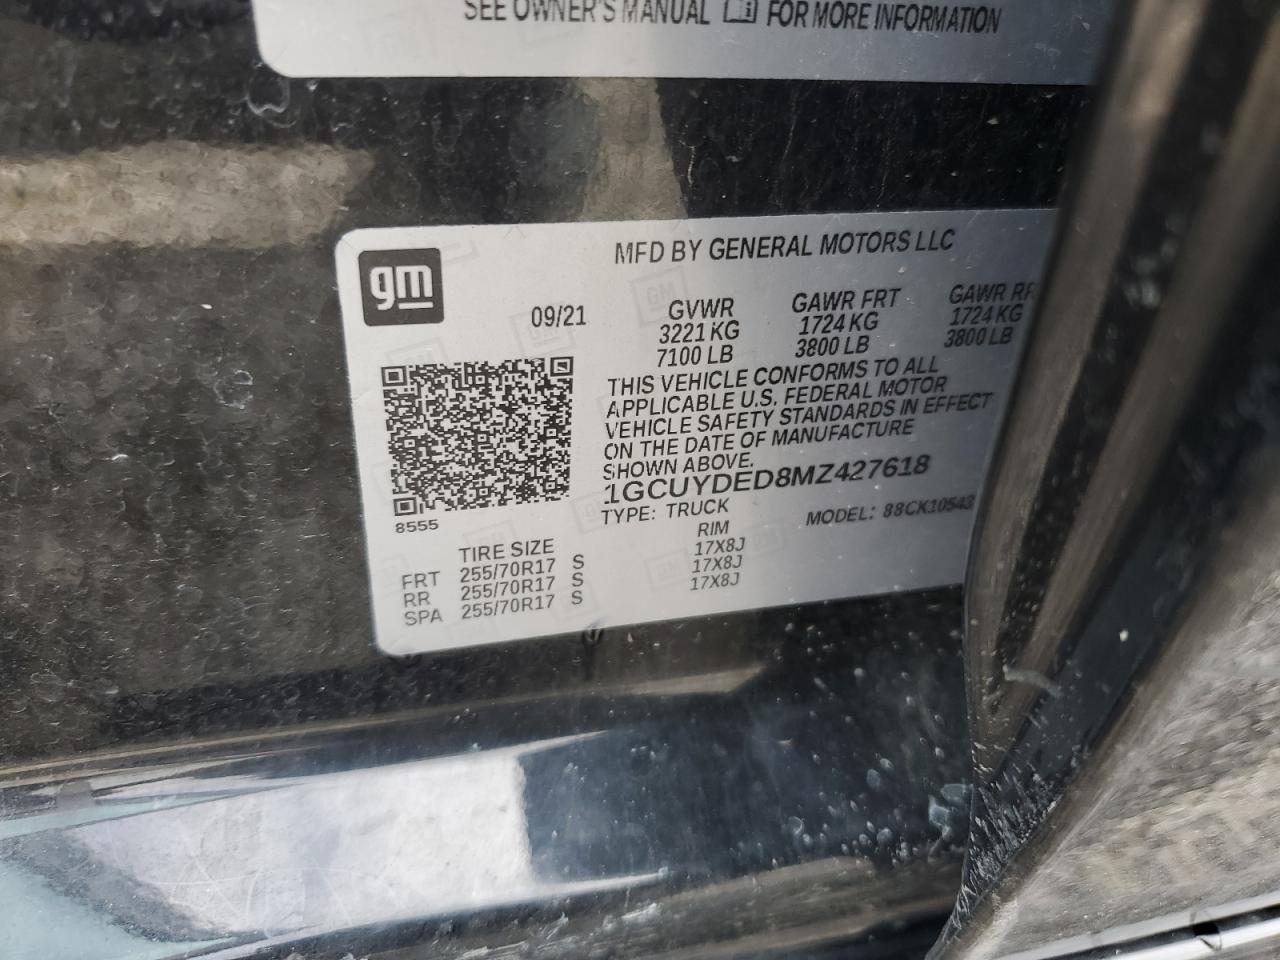 SEE OWNER'S MANUAL FOR MORE INFORMATION
gm
MFD BY GENERAL MOTORS LLC
09/21
GVWR
3221 KG
7100 LB
GAWR FRT
1724 KG
3800 LB
GAWR RR
1724 KG
3800 LB
THIS VEHICLE CONFORMS TO ALL
APPLICABLE U.S. FEDERAL MOTOR
VEHICLE SAFETY STANDARDS IN EFFECT
ON THE DATE OF MANUFACTURE
SHOWN ABOVE.
1GCUYDED8MZ427618
TYPE: TRUCK
MODEL: 88CK10543
8555
TIRE SIZE
RIM
FRT 255/70R17 S 17X8J
RR 255/70R17 S 17X8J
SPA 255/70R17 S 17X8J